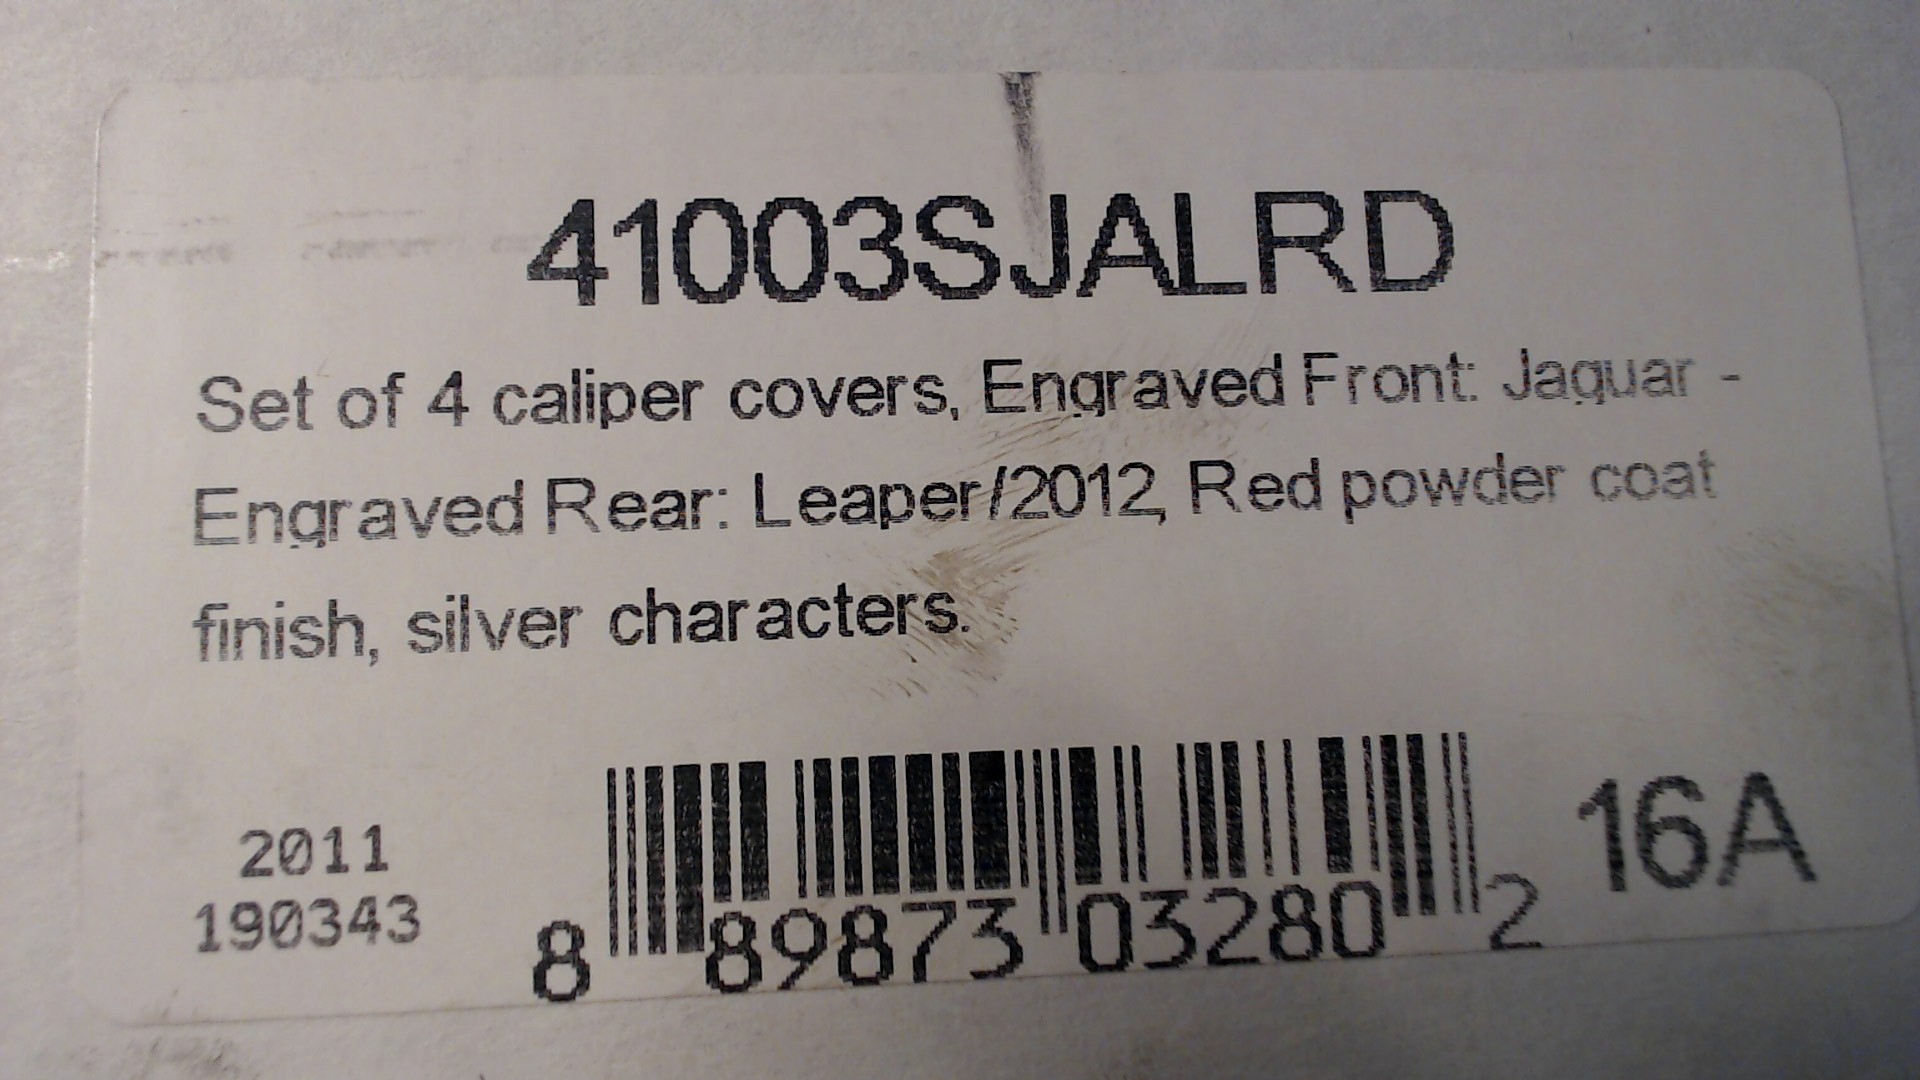 41003SJALRD
Set of 4 caliper covers, Engraved Front: Jaguar -
Engraved Rear: Leaper/2012, Red powder coat
finish, silver characters.
2011
190343
8 89873 03280 2
16A